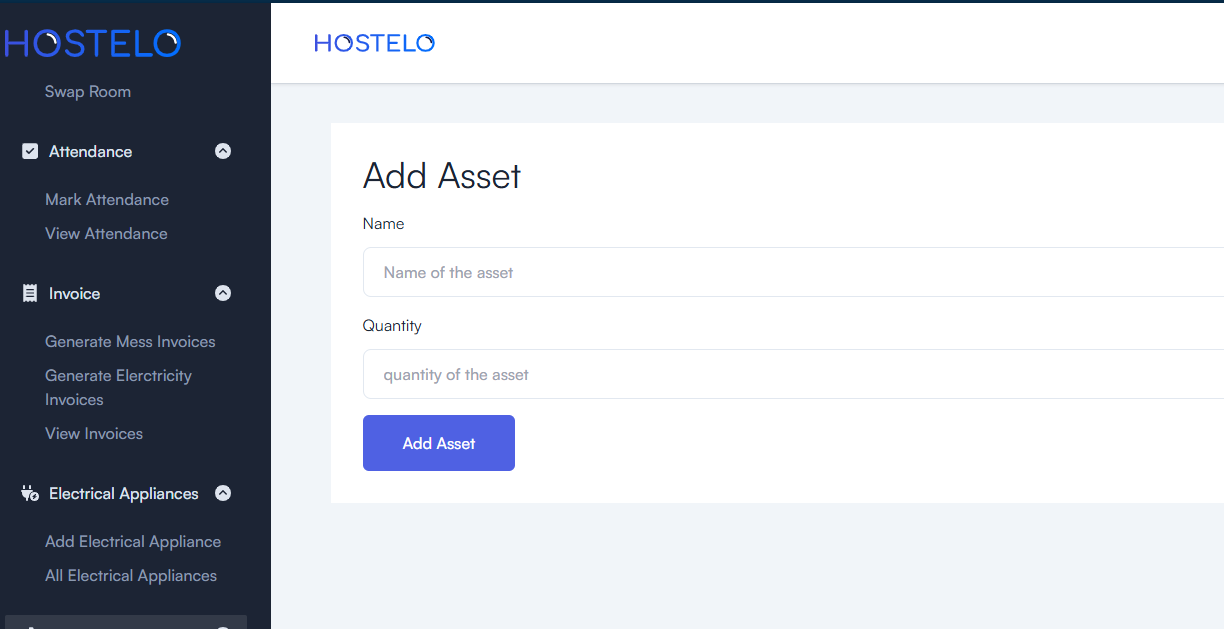 HOSTELO
Swap Room
Attendance
Mark Attendance
View Attendance
Invoice
Generate Mess Invoices
Generate Elerctricity
Invoices
View Invoices
Electrical Appliances
Add Electrical Appliance
All Electrical Appliances
HOSTELO
Add Asset
Name
Name of the asset
Quantity
quantity of the asset
Add Asset